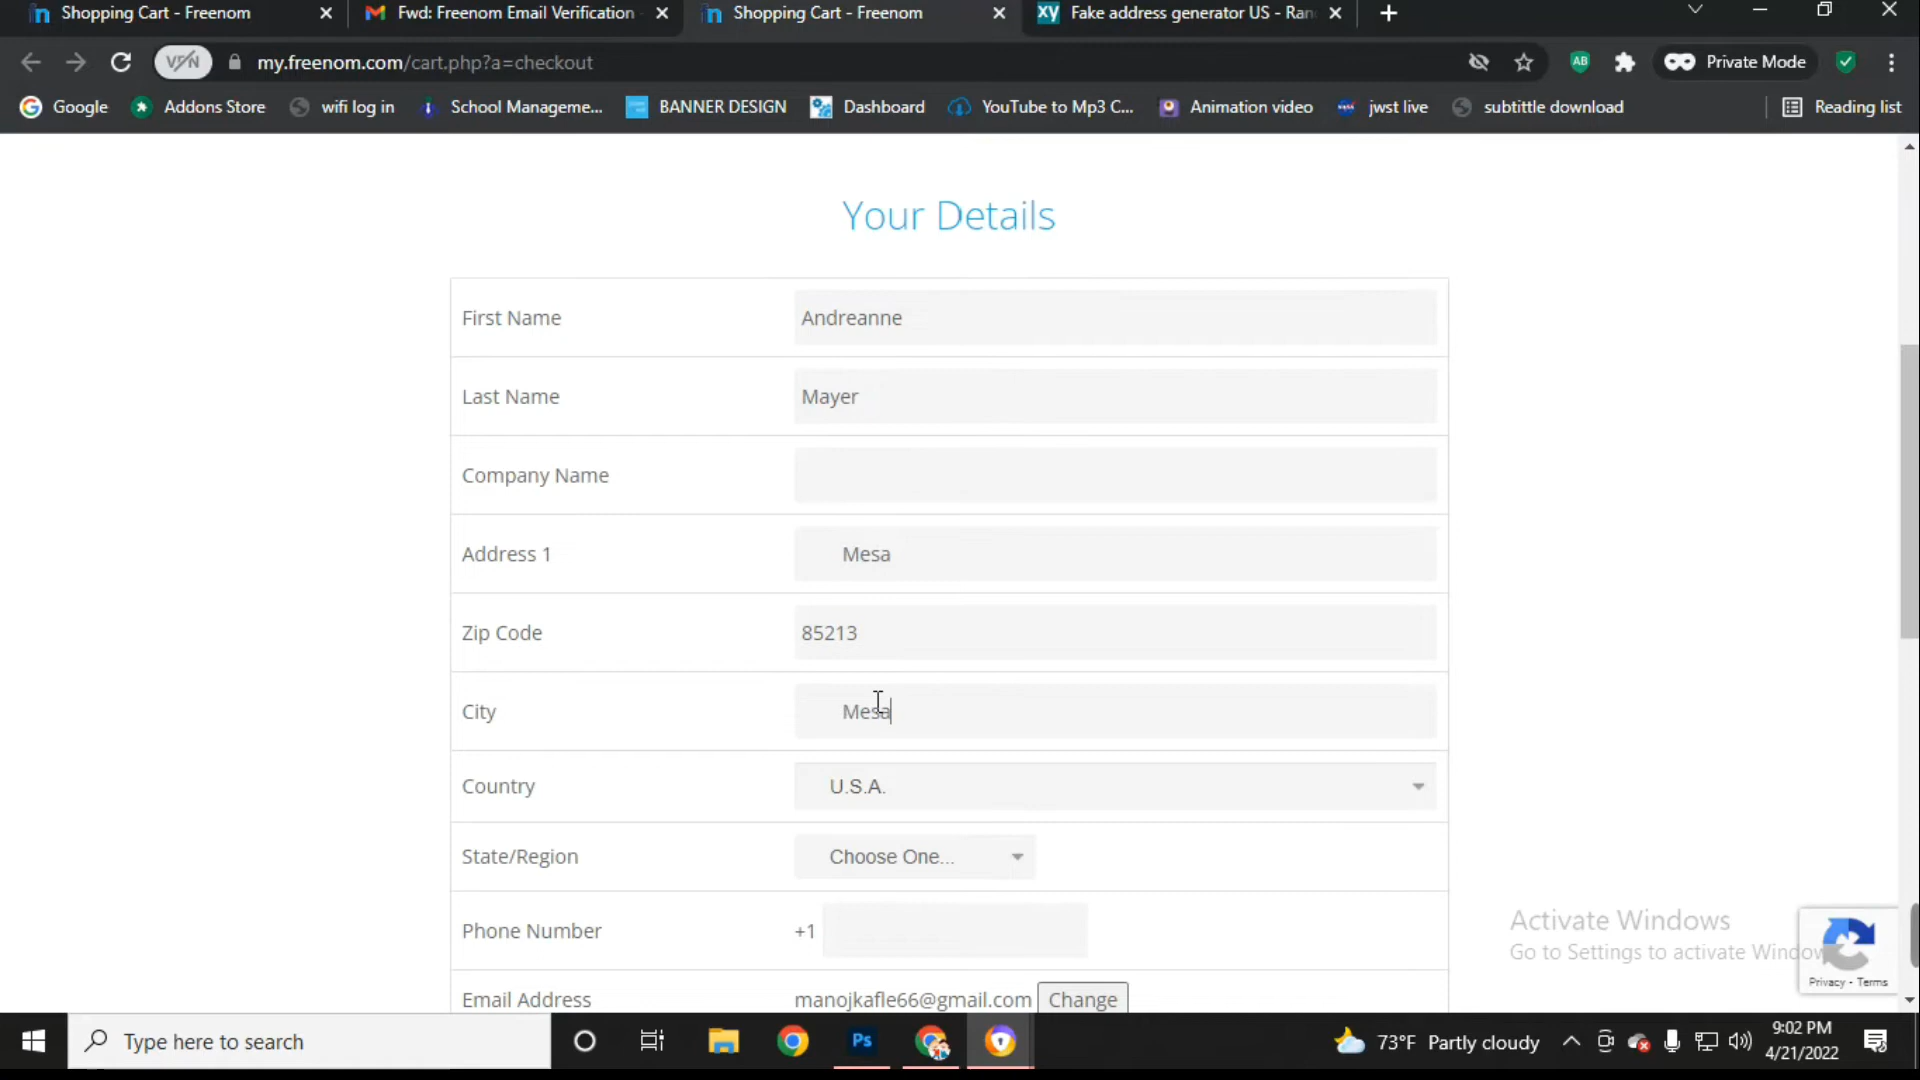 Shopping Cart - Freenom
Fwd: Freenom Email Verification
Shopping Cart - Freenom
Fake address generator US - Ran
VPN my.freenom.com/cart.php?a=checkout
Private Mode
Google Addons Store wifi log in School Manageme... BANNER DESIGN Dashboard YouTube to Mp3 C... Animation video jwst live subtittle download Reading list
Your Details
First Name Andreanne
Last Name Mayer
Company Name
Address 1 Mesa
Zip Code 85213
City Mesa
Country U.S.A.
State/Region Choose One...
Phone Number +1
Email Address manojkafle66@gmail.com Change
Activate Windows
Go to Settings to activate Window
Privacy - Terms
Type here to search
Ps
73°F Partly cloudy
9:02 PM
4/21/2022